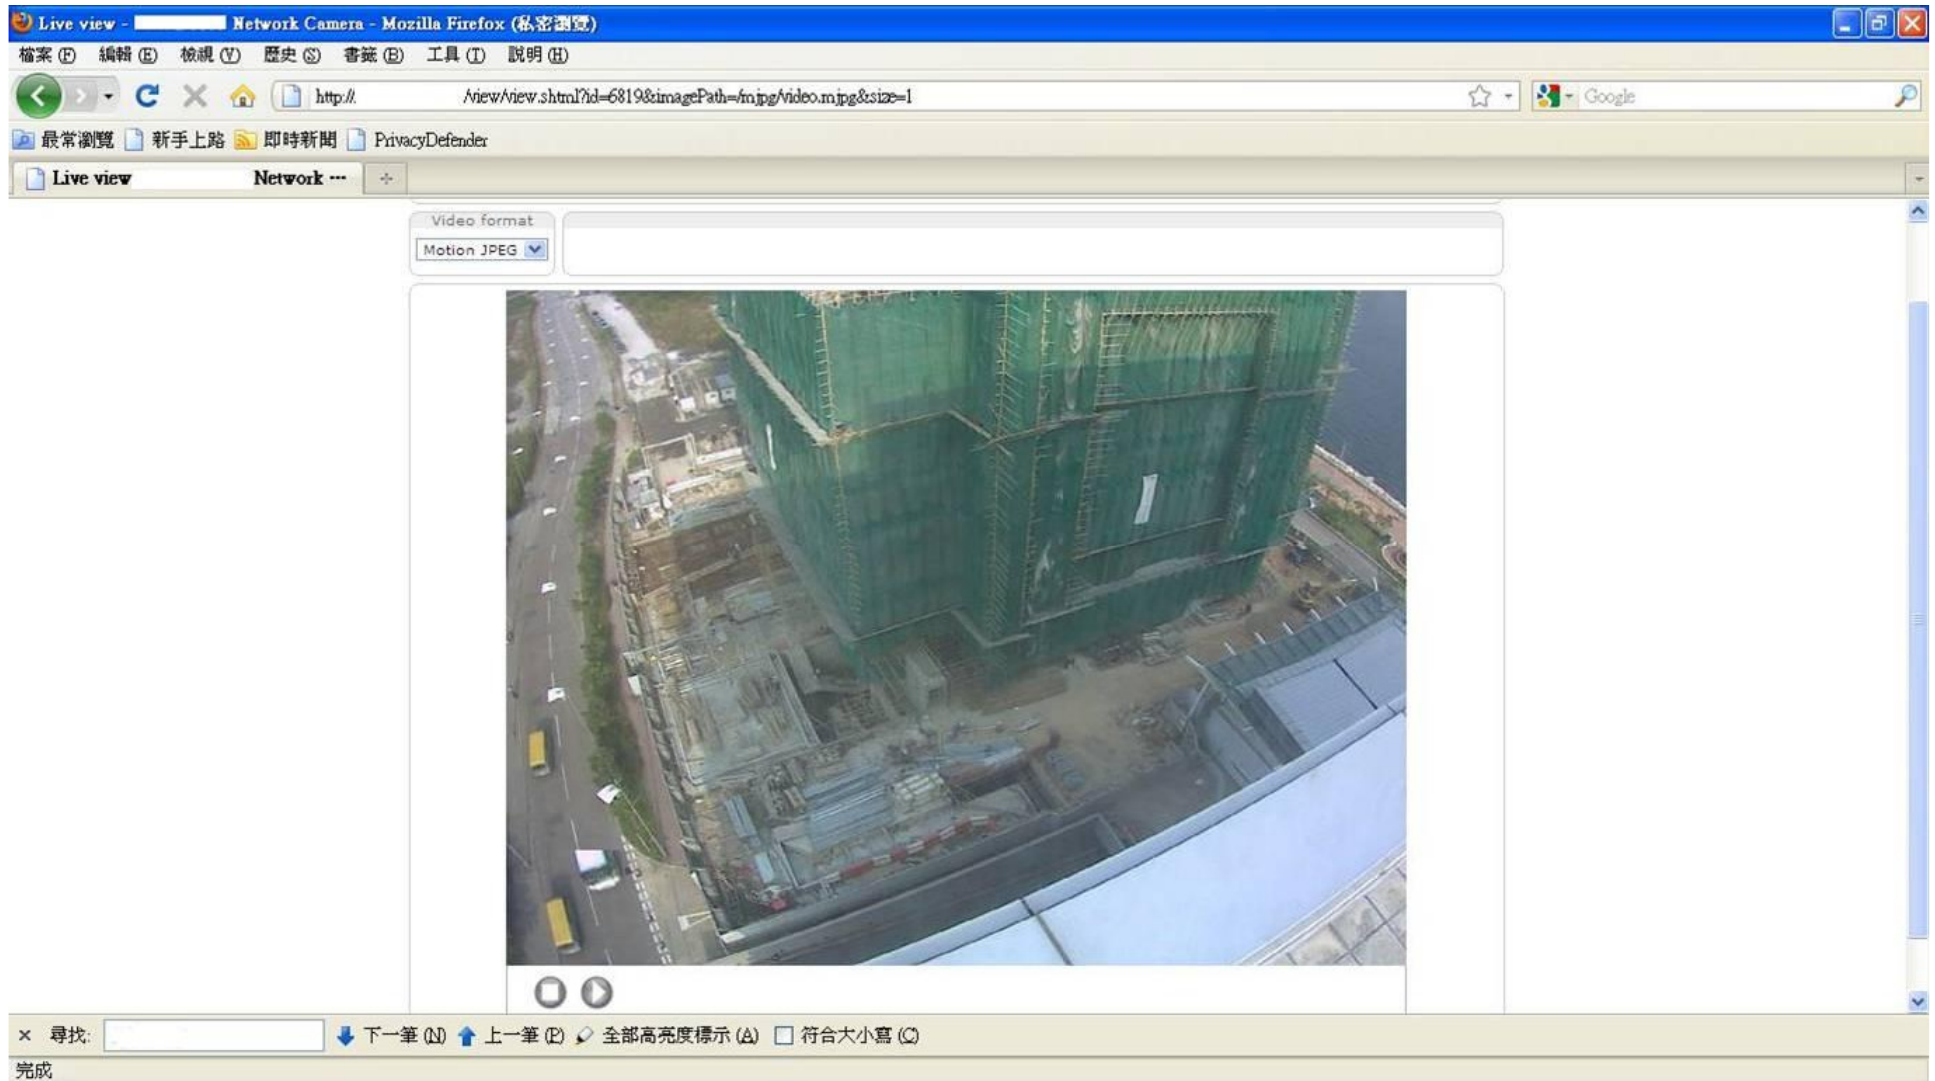 Live view - Network Camera - Mozilla Firefox (私密瀏覽)
檔案(F) 編輯(E) 檢視(V) 歷史(S) 書籤(B) 工具(T) 說明(H)
http://. /view/view.shtml?id=6819&imagePath=/mjpg/video.mjpg&size=1 Google
最常瀏覽 新手上路 即時新聞 PrivacyDefender
Live view Network ...
Video format
Motion JPEG
× 尋找: 下一筆(N) 上一筆(P) 全部高亮度標示(A) 符合大小寫(C)
完成